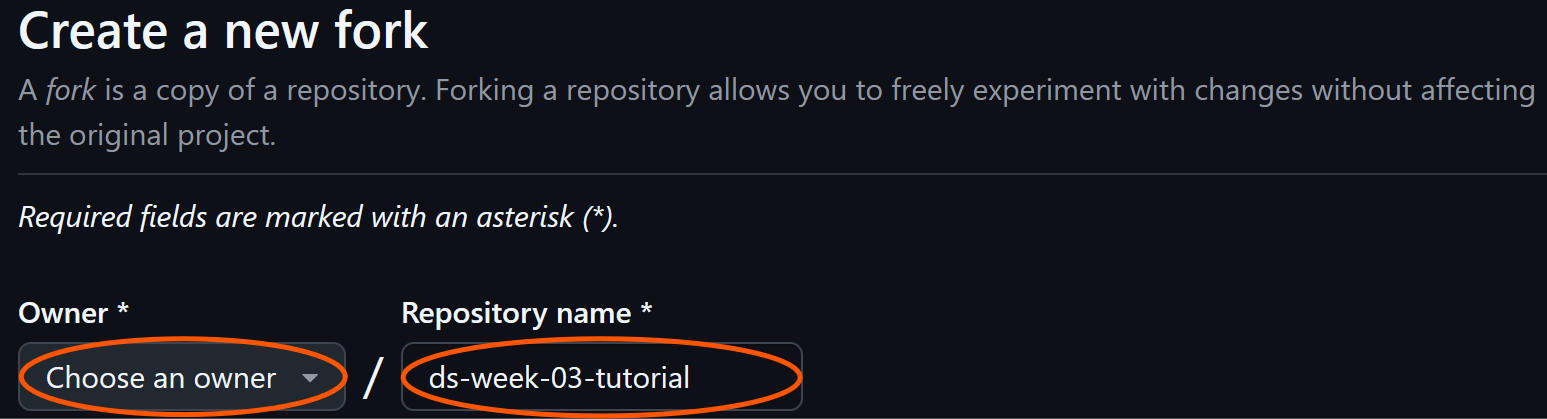 Create a new fork
A fork is a copy of a repository. Forking a repository allows you to freely experiment with changes without affecting
the original project.
Required fields are marked with an asterisk (*).
Owner * Repository name *
Choose an owner / ds-week-03-tutorial